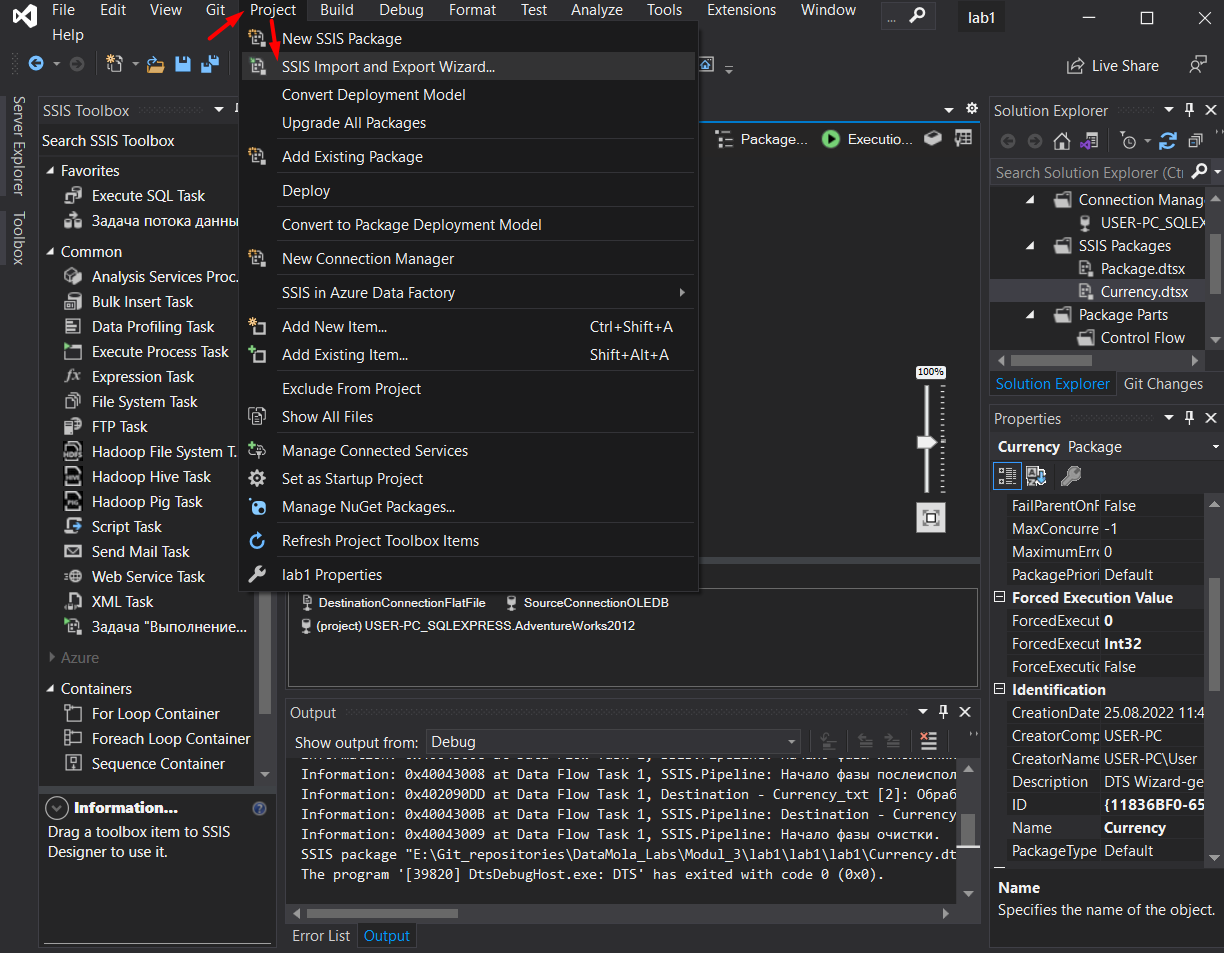 File Edit View Git Project Build Debug Format Test Analyze Tools Extensions Window ... lab1
Help
Live Share
Server Explorer
Toolbox
SSIS Toolbox
Search SSIS Toolbox
Favorites
Execute SQL Task
Задача потока данны
Common
Analysis Services Proc.
Bulk Insert Task
Data Profiling Task
Execute Process Task
Expression Task
File System Task
FTP Task
Hadoop File System T.
Hadoop Hive Task
Hadoop Pig Task
Script Task
Send Mail Task
Web Service Task
XML Task
Задача "Выполнение...
Azure
Containers
For Loop Container
Foreach Loop Container
Sequence Container
Information...
Drag a toolbox item to SSIS
Designer to use it.
New SSIS Package
SSIS Import and Export Wizard...
Convert Deployment Model
Upgrade All Packages
Add Existing Package
Deploy
Convert to Package Deployment Model
New Connection Manager
SSIS in Azure Data Factory
Add New Item... Ctrl+Shift+A
Add Existing Item... Shift+Alt+A
Exclude From Project
Show All Files
Manage Connected Services
Set as Startup Project
Manage NuGet Packages...
Refresh Project Toolbox Items
lab1 Properties
Package... Executio...
100%
DestinationConnectionFlatFile SourceConnectionOLEDB
(project) USER-PC_SQLEXPRESS.AdventureWorks2012
Output
Show output from: Debug
Information: 0x40043008 at Data Flow Task 1, SSIS.Pipeline: Начало фазы послеиспол
Information: 0x402090DD at Data Flow Task 1, Destination - Currency_txt [2]: Обраб
Information: 0x4004300B at Data Flow Task 1, SSIS.Pipeline: Destination - Currency
Information: 0x40043009 at Data Flow Task 1, SSIS.Pipeline: Начало фазы очистки.
SSIS package "E:\Git_repositories\DataMola_Labs\Modul_3\lab1\lab1\lab1\Currency.dt
The program '[39820] DtsDebugHost.exe: DTS' has exited with code 0 (0x0).
Error List Output
Solution Explorer
Search Solution Explorer (Ct
Connection Manag
USER-PC_SQLEX
SSIS Packages
Package.dtsx
Currency.dtsx
Package Parts
Control Flow
Solution Explorer Git Changes
Properties
Currency Package
FailParentOnF False
MaxConcurre -1
MaximumErro 0
PackagePriori Default
Forced Execution Value
ForcedExecut 0
ForcedExecut Int32
ForceExecutic False
Identification
CreationDate 25.08.2022 11:4
CreatorComp USER-PC
CreatorName USER-PC\User
Description DTS Wizard-ge
ID {11836BF0-65
Name Currency
PackageType Default
Name
Specifies the name of the object.